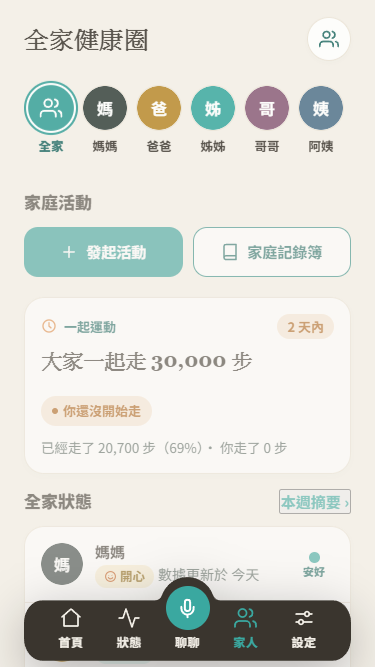 全家健康圈
媽 爸 姊 哥 姨
全家 媽媽 爸爸 姊姊 哥哥 阿姨
家庭活動
發起活動 家庭記錄簿
一起運動 2 天內
大家一起走 30,000 步
你還沒開始走
已經走了 20,700 步（69%）· 你走了 0 步
全家狀態 本週摘要 ›
媽 媽媽
開心 數據更新於 今天 安好
首頁 狀態 聊聊 家人 設定